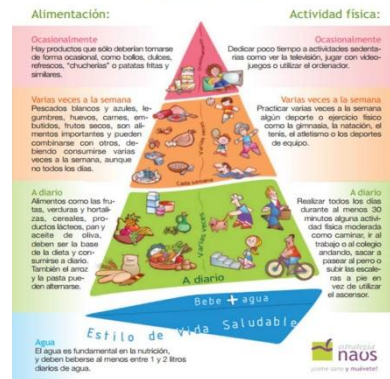 Alimentación:
Ocasionalmente
Hay productos que sólo deberían tomarse
de forma ocasional, como bollos, dulces,
refrescos, "chucherías" o patatas fritas y
similares.
Varias veces a la semana
Pescados blancos y azules, le-
gumbres, huevos, carnes, em-
butidos, frutos secos, son ali-
mentos importantes y pueden
combinarse con otros, de-
biendo consumirse varias
veces a la semana, aunque
no todos los días.
A diario
Alimentos como las fru-
tas, verduras y hortali-
zas, cereales, pro-
ductos lácteos, pan y
aceite de oliva,
deben ser la base
de la dieta y con-
sumirse a diario.
También el arroz
y la pasta pue-
den alternarse.
Agua
El agua es fundamental en la nutrición,
y deben beberse al menos entre 1 y 2 litros
diarios de agua.
Varias veces
Varias veces
A diario
Bebe + agua
Estilo de Vida Saludable
Actividad física:
Ocasionalmente
Dedicar poco tiempo a actividades sedenta-
rias como ver la televisión, jugar con video-
juegos o utilizar el ordenador.
Varias veces a la semana
Practicar varias veces a la semana
algún deporte o ejercicio físico
como la gimnasia, la natación, el
tenis, el atletismo o los deportes
de equipo.
A diario
Realizar todos los días
durante al menos 30
minutos alguna activi-
dad física moderada
como caminar, ir al
trabajo o al colegio
andando, sacar a
pasear al perro o
subir las escale-
ras a pie en
vez de utilizar
el ascensor.
estrategia
naos
¡come sano y muévete!